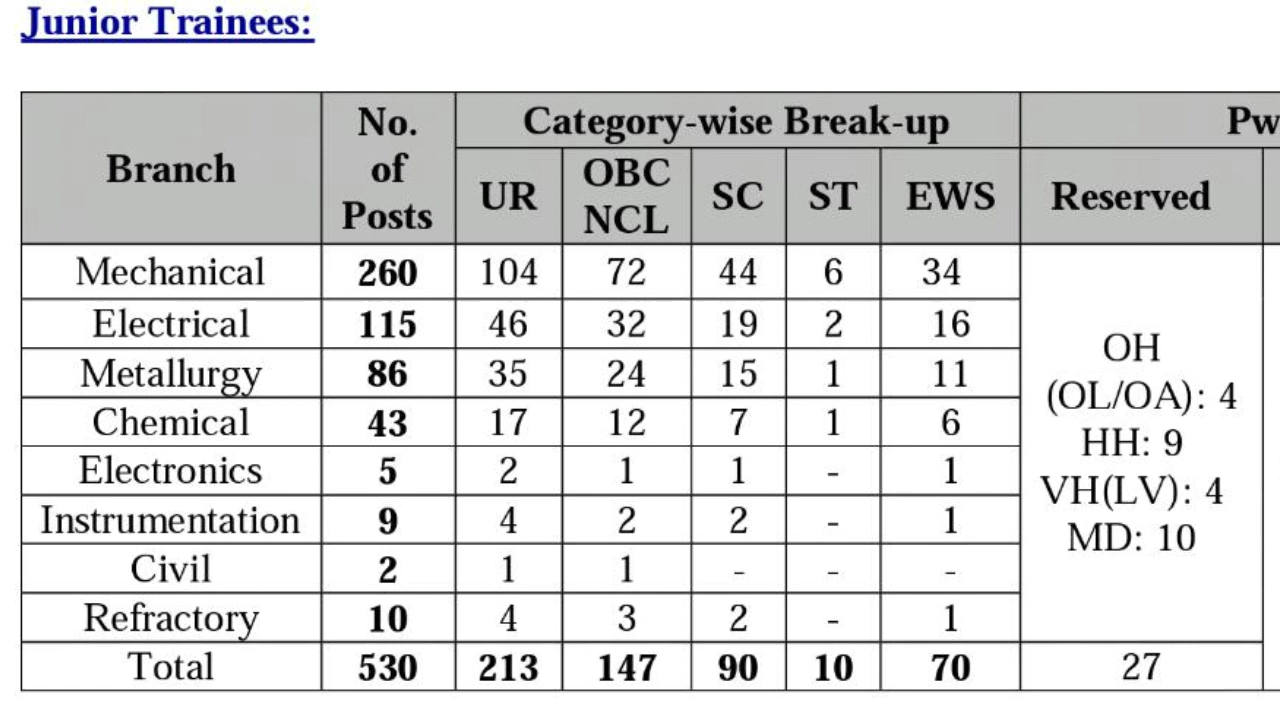 Junior Trainees:
Branch No. of Posts Category-wise Break-up Pw
UR OBC NCL SC ST EWS Reserved
Mechanical 260 104 72 44 6 34
Electrical 115 46 32 19 2 16
Metallurgy 86 35 24 15 1 11
Chemical 43 17 12 7 1 6
Electronics 5 2 1 1 - 1
Instrumentation 9 4 2 2 - 1
Civil 2 1 1 - - -
Refractory 10 4 3 2 - 1
OH
(OL/OA): 4
HH: 9
VH(LV): 4
MD: 10
Total 530 213 147 90 10 70 27